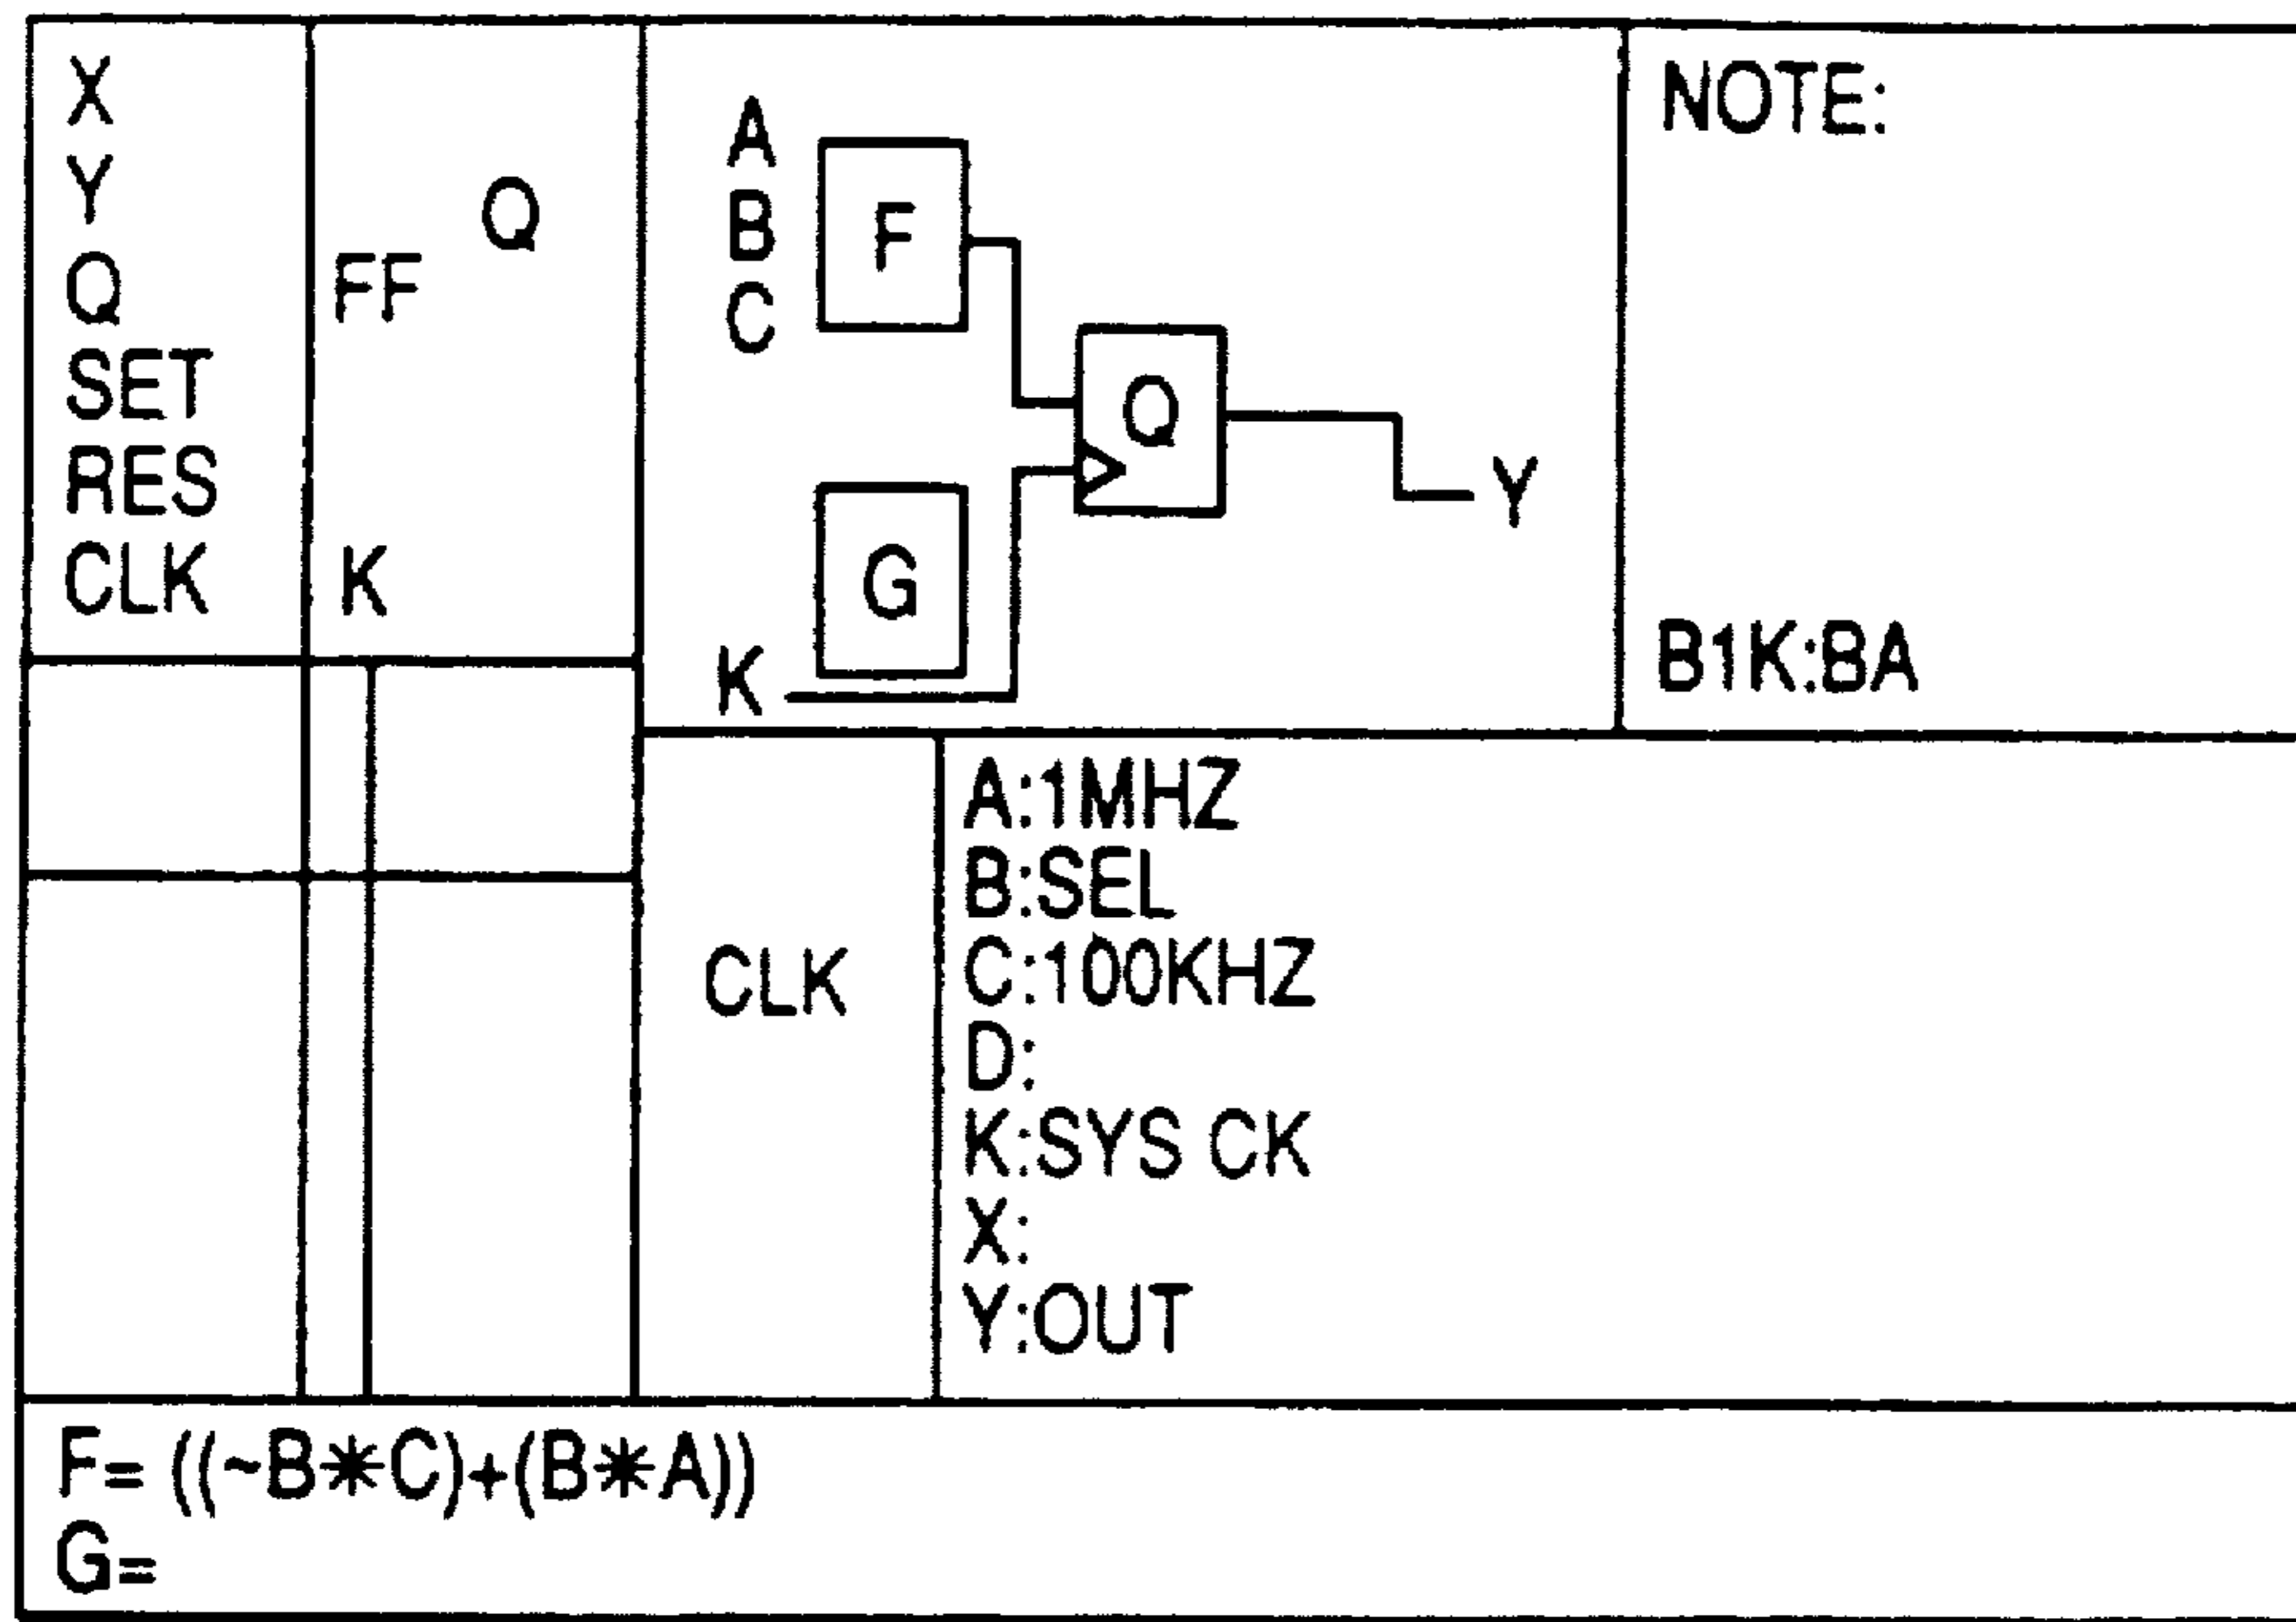 X
Y
Q
SET
RES
CLK
Q
FF
K
A
B
C
F
Q
Y
G
K
NOTE:
B1K:BA
CLK
A:1MHZ
B:SEL
C:100KHZ
D:
K:SYS CK
X:
Y:OUT
F= ((~B*C)+(B*A))
G=